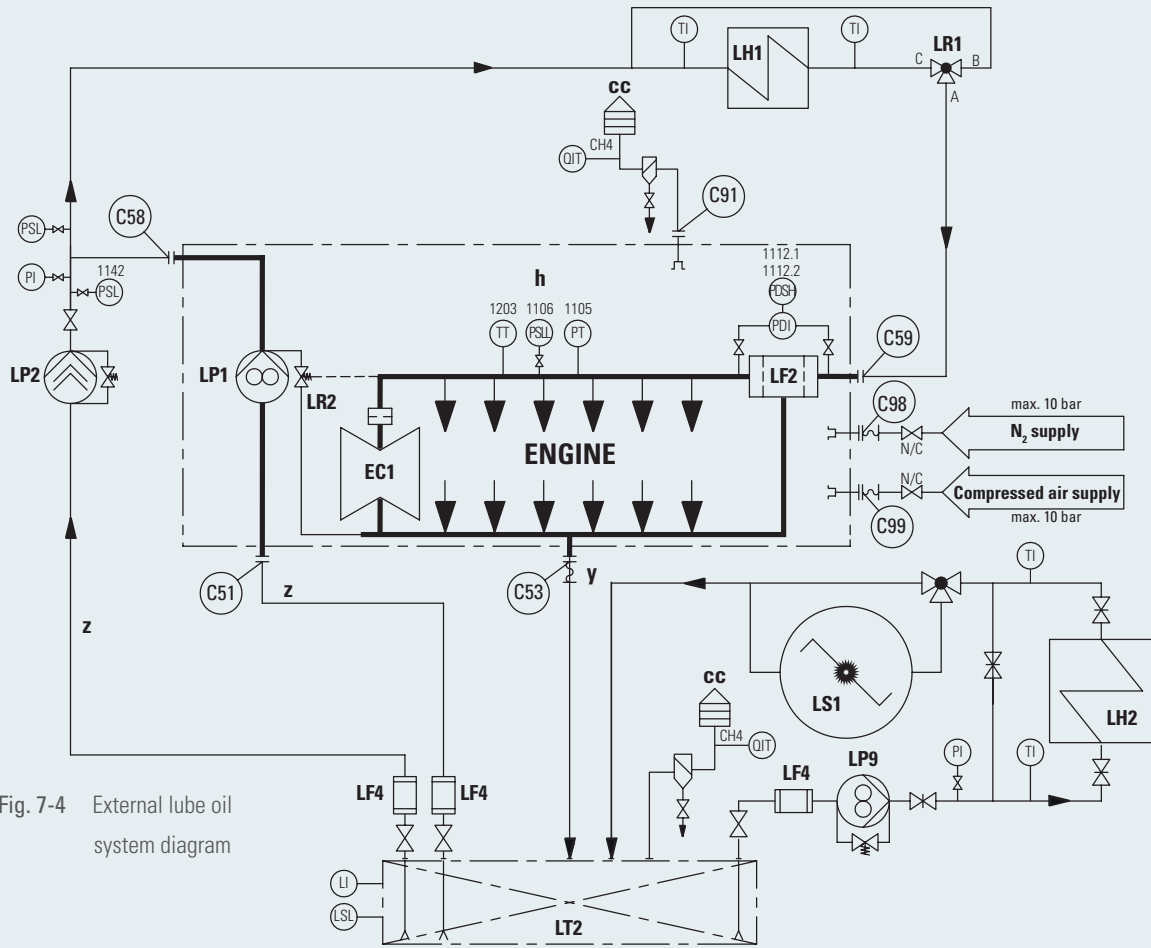 TI
LH1
TI
LR1
C
B
A
cc
CH4
QIT
C91
C58
PSL
PI
1142
PSL
h
1112.1
1112.2
PDSH
PDI
1203
TT
1106
PSLL
1105
PT
C59
LP2
LP1
LR2
LF2
C98
max. 10 bar
N₂ supply
N/C
ENGINE
EC1
N/C
Compressed air supply
max. 10 bar
C99
C51
z
C53
y
TI
z
LS1
LH2
cc
CH4
QIT
LF4
LP9
PI
TI
LF4
LF4
Fig. 7-4 External lube oil
system diagram
LI
LSL
LT2